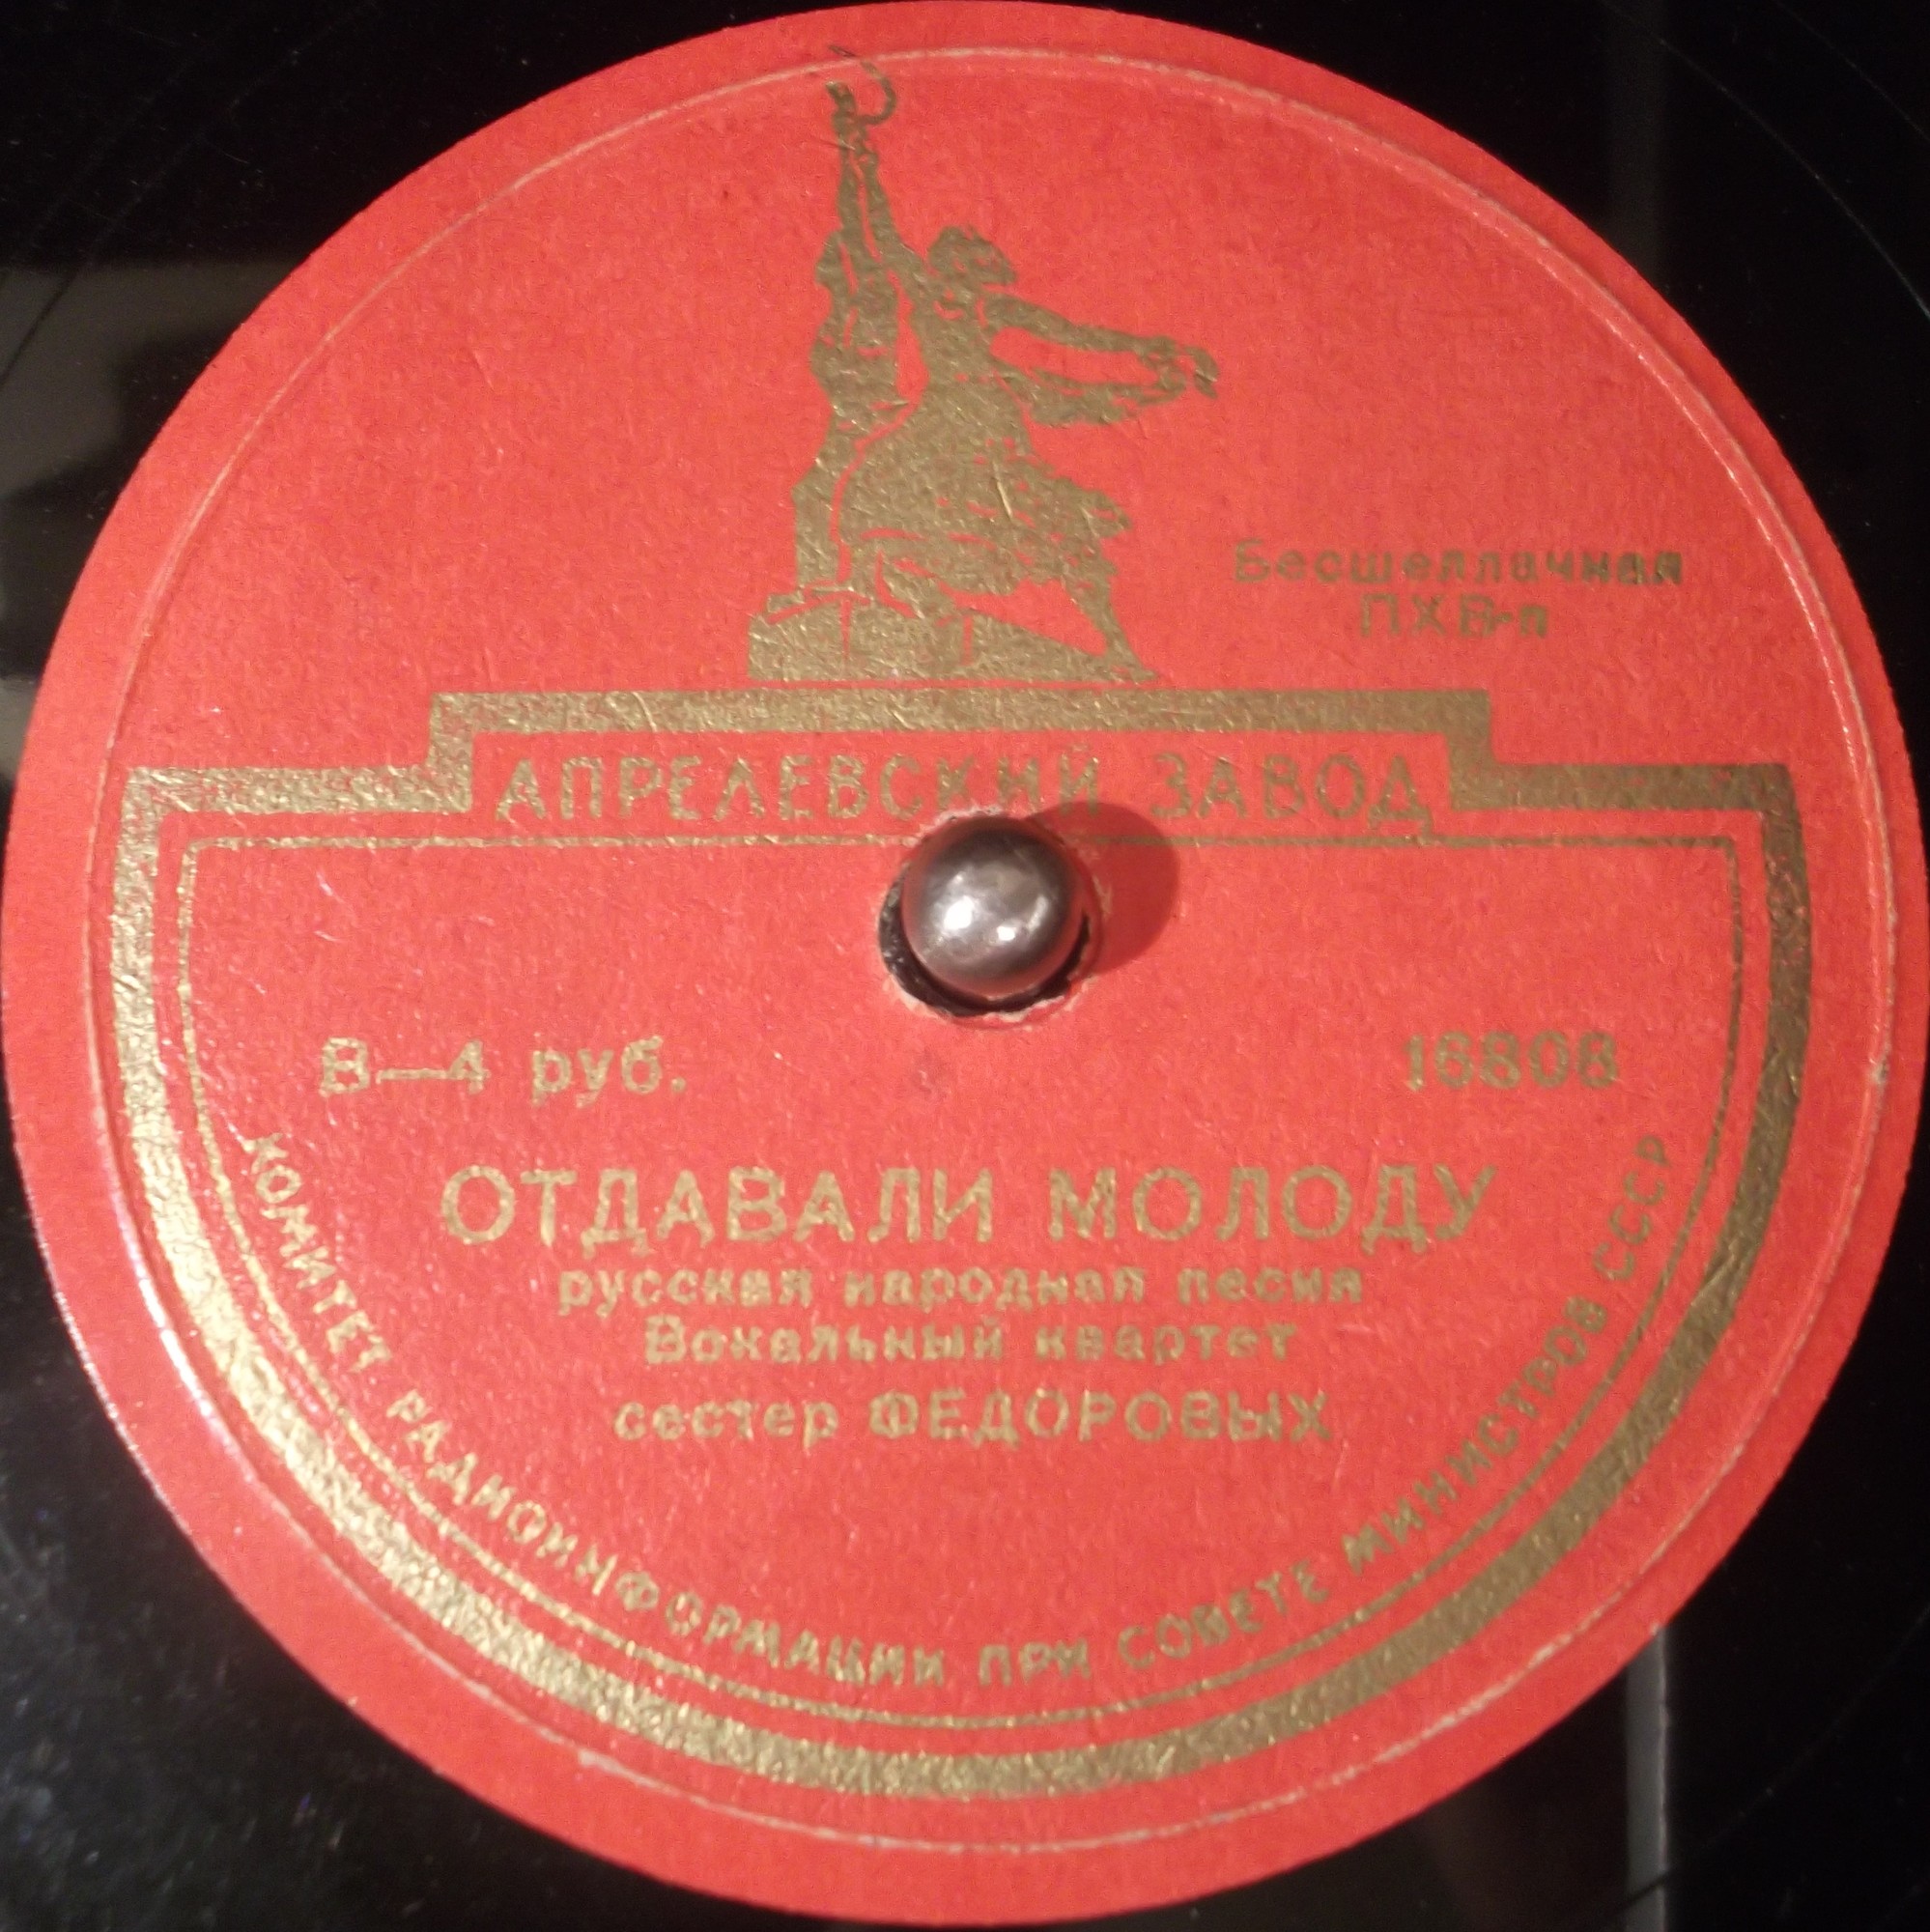 Бесшеллачная
ПХВ-п
АПРЕЛЕВСКИЙ ЗАВОД
В—4 руб.
16808
ОТДАВАЛИ МОЛОДУ
русская народная песня
Вокальный квартет
сестер ФЕДОРОВЫХ
КОМИТЕТ РАДИОИНФОРМАЦИИ ПРИ СОВЕТЕ МИНИСТРОВ СССР